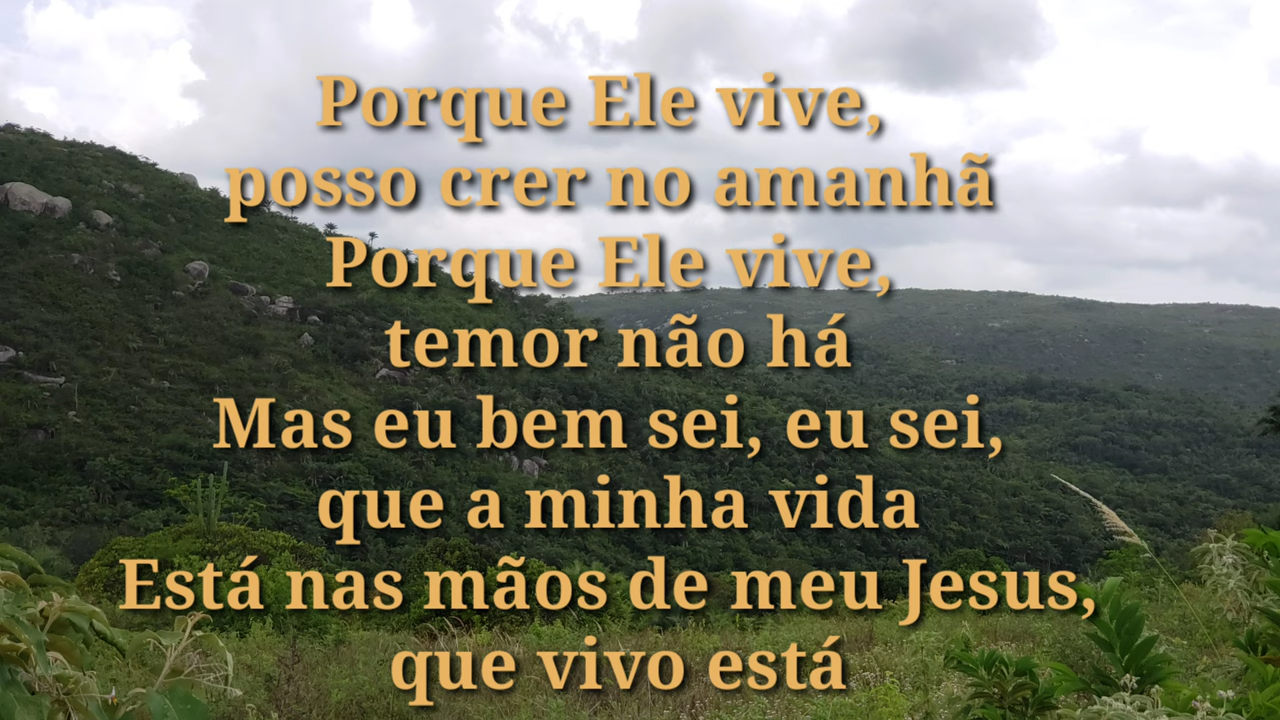 Porque Ele vive,
posso crer no amanhã
Porque Ele vive,
temor não há
Mas eu bem sei, eu sei,
que a minha vida
Está nas mãos de meu Jesus,
que vivo está